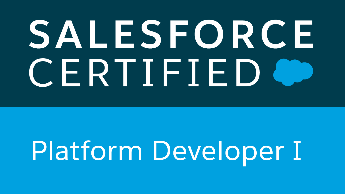 SALESFORCE
CERTIFIED
Platform Developer I